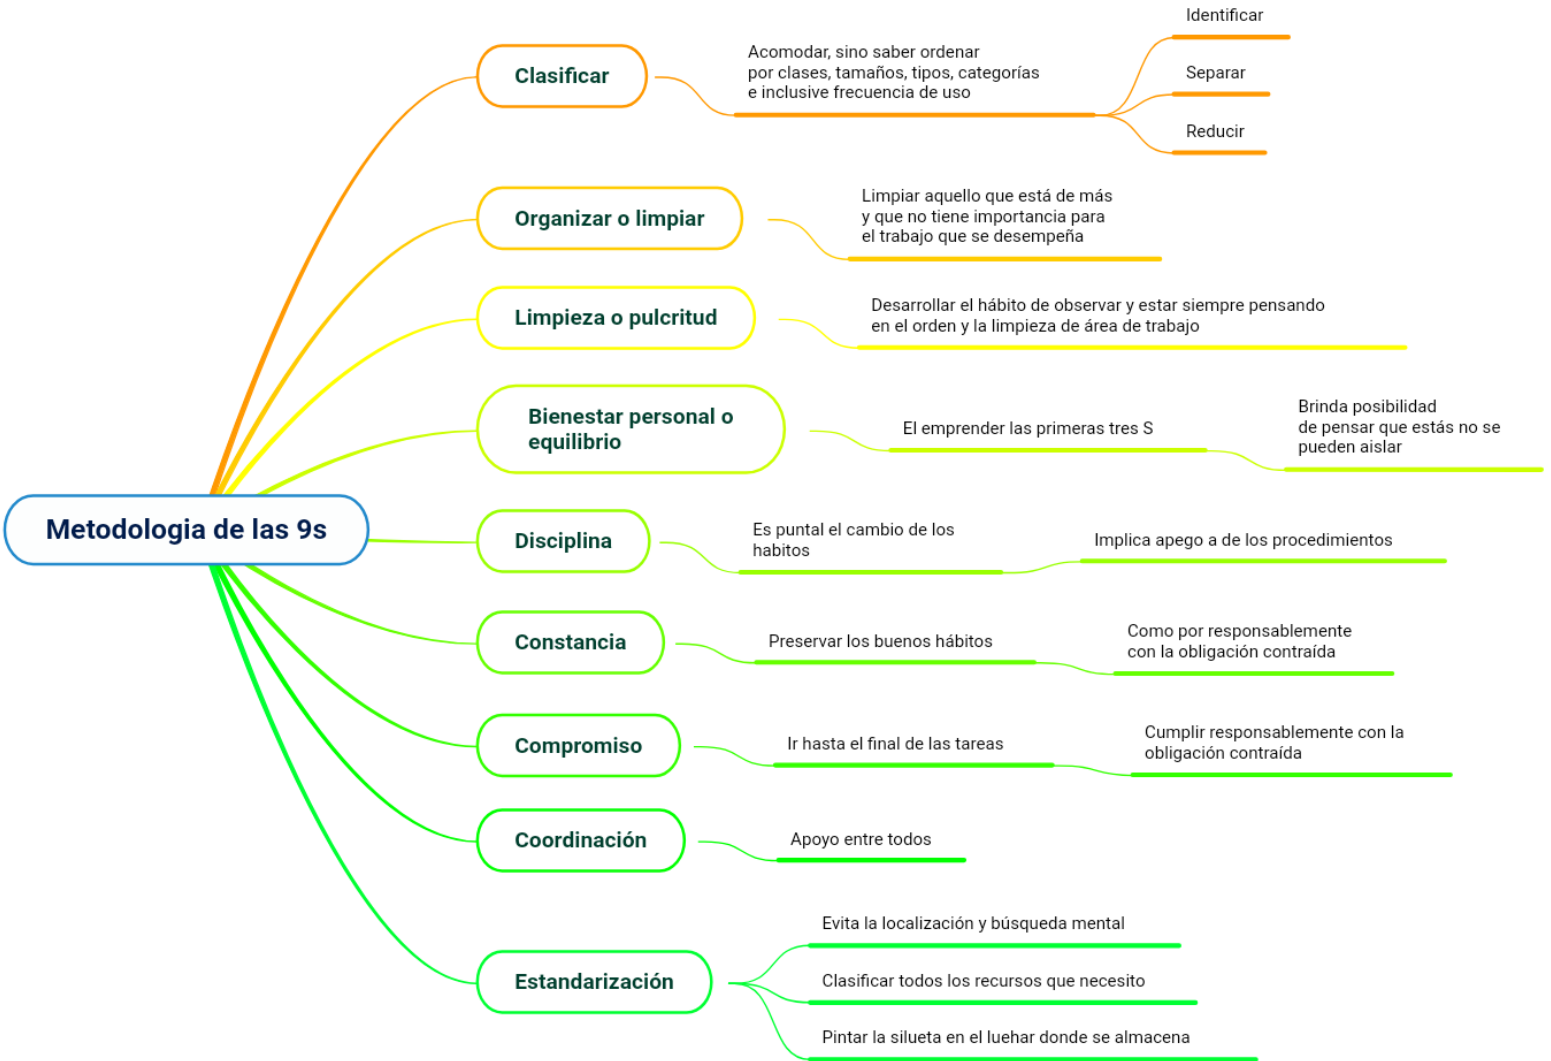 Metodologia de las 9s
Clasificar
Acomodar, sino saber ordenar
por clases, tamaños, tipos, categorías
e inclusive frecuencia de uso
Identificar
Separar
Reducir
Organizar o limpiar
Limpiar aquello que está de más
y que no tiene importancia para
el trabajo que se desempeña
Limpieza o pulcritud
Desarrollar el hábito de observar y estar siempre pensando
en el orden y la limpieza de área de trabajo
Bienestar personal o
equilibrio
El emprender las primeras tres S
Brinda posibilidad
de pensar que estás no se
pueden aislar
Disciplina
Es puntal el cambio de los
habitos
Implica apego a de los procedimientos
Constancia
Preservar los buenos hábitos
Como por responsablemente
con la obligación contraída
Compromiso
Ir hasta el final de las tareas
Cumplir responsablemente con la
obligación contraída
Coordinación
Apoyo entre todos
Estandarización
Evita la localización y búsqueda mental
Clasificar todos los recursos que necesito
Pintar la silueta en el luehar donde se almacena